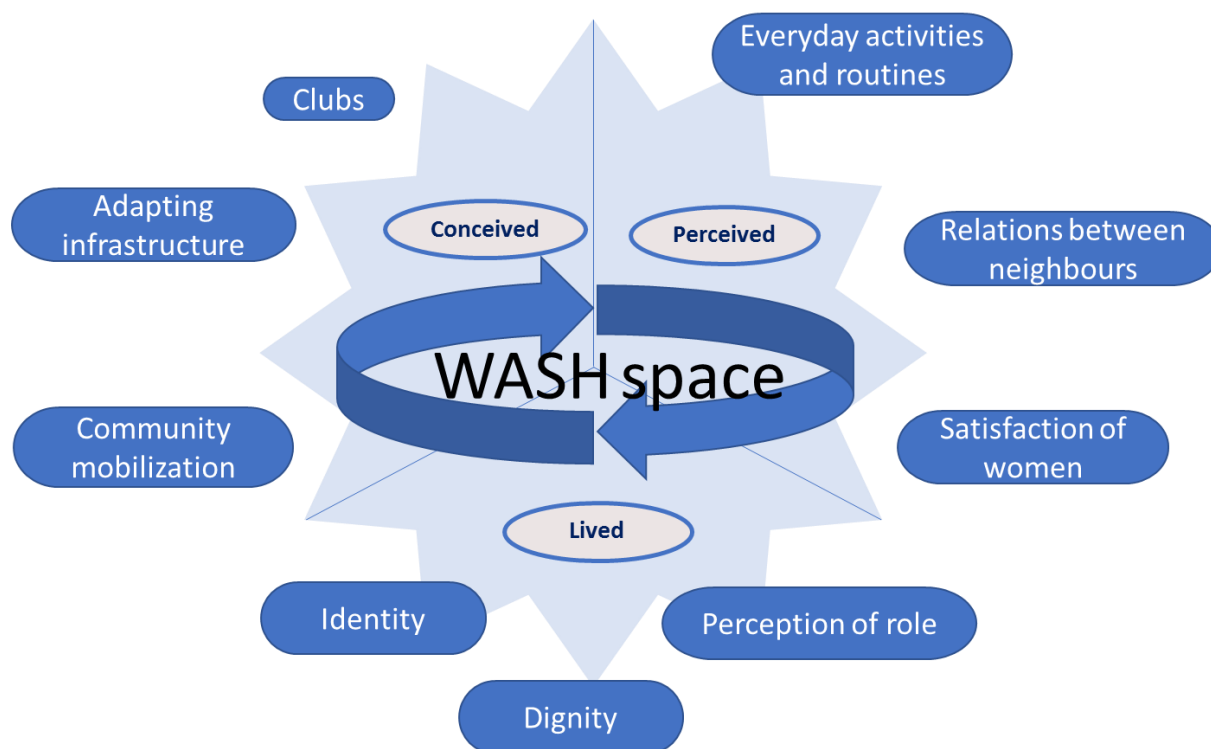 Everyday activities
and routines
Clubs
Adapting
infrastructure
Conceived
Perceived
Relations between
neighbours
WASH space
Community
mobilization
Satisfaction of
women
Lived
Identity
Perception of role
Dignity